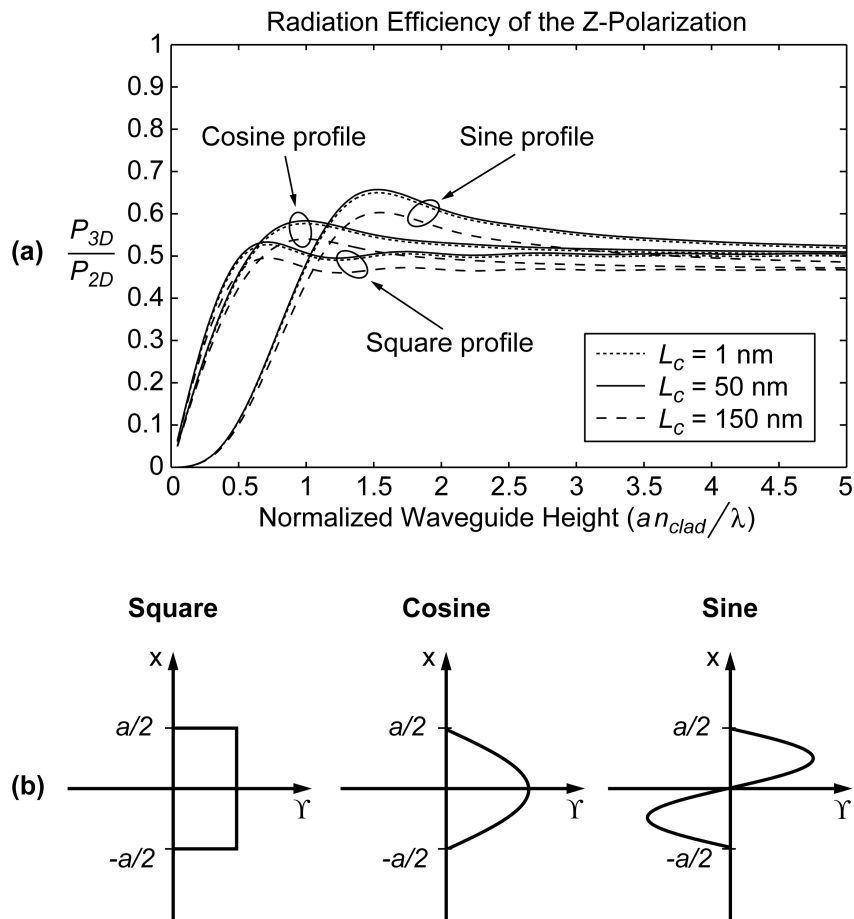 Radiation Efficiency of the Z-Polarization
(a)
P3D
P2D
1
0.9
0.8
0.7
0.6
0.5
0.4
0.3
0.2
0.1
0
Cosine profile
Sine profile
Square profile
Lc = 1 nm
Lc = 50 nm
Lc = 150 nm
0 0.5 1 1.5 2 2.5 3 3.5 4 4.5 5
Normalized Waveguide Height (a nclad/λ)
(b)
Square
x
a/2
-a/2
ϒ
Cosine
x
a/2
-a/2
ϒ
Sine
x
a/2
-a/2
ϒ